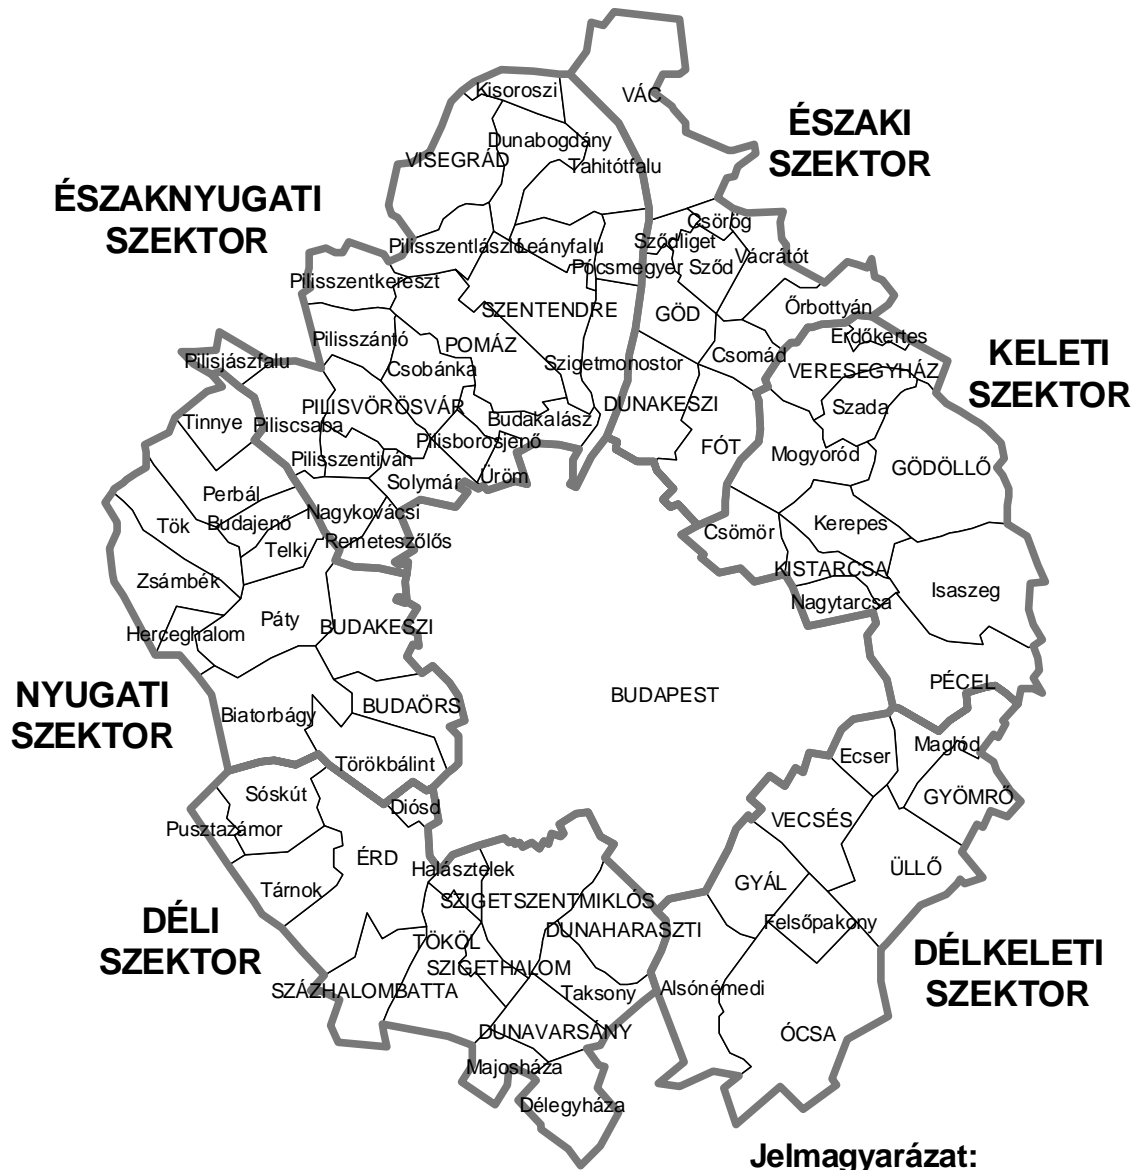 Kisoroszi
VÁC
ÉSZAKI
SZEKTOR
Dunabogdány
VISEGRÁD
Tahitótfalu
ÉSZAKNYUGATI
SZEKTOR
Csörög
Pilisszentlászló
Leányfalu
Sződliget
Vácrátót
Pócsmegyer
Sződ
Pilisszentkereszt
SZENTENDRE
GÖD
Őrbottyán
Erdőkertes
KELETI
SZEKTOR
Pilisszántó
POMÁZ
Csomád
Pilisjászfalu
Csobánka
Szigetmonostor
VERESEGYHÁZ
PILISVÖRÖSVÁR
DUNAKESZI
Szada
Tinnye
Piliscsaba
Budakalász
Pilisborosjenő
FÓT
Mogyoród
GÖDÖLLŐ
Pilisszentiván
Solymár
Üröm
Perbál
Nagykovácsi
Budajenő
Tök
Csömör
Kerepes
Remeteszőlős
Telki
Zsámbék
KISTARCSA
Isaszeg
Nagytarcsa
Herceghalom
Páty
BUDAKESZI
NYUGATI
SZEKTOR
BUDAPEST
PÉCEL
Biatorbágy
BUDAÖRS
Törökbálint
Ecser
Maglód
Sóskút
Diósd
GYÖMRŐ
Pusztazámor
VECSÉS
ÉRD
Halásztelek
ÜLLŐ
Tárnok
GYÁL
SZIGETSZENTMIKLÓS
DÉLI
SZEKTOR
Felsőpakony
DUNAHARASZTI
TÖKÖL
SZIGETHALOM
DÉLKELETI
SZEKTOR
SZÁZHALOMBATTA
Taksony
Alsónémedi
DUNAVARSÁNY
ÓCSA
Majosháza
Délegyháza
Jelmagyarázat: